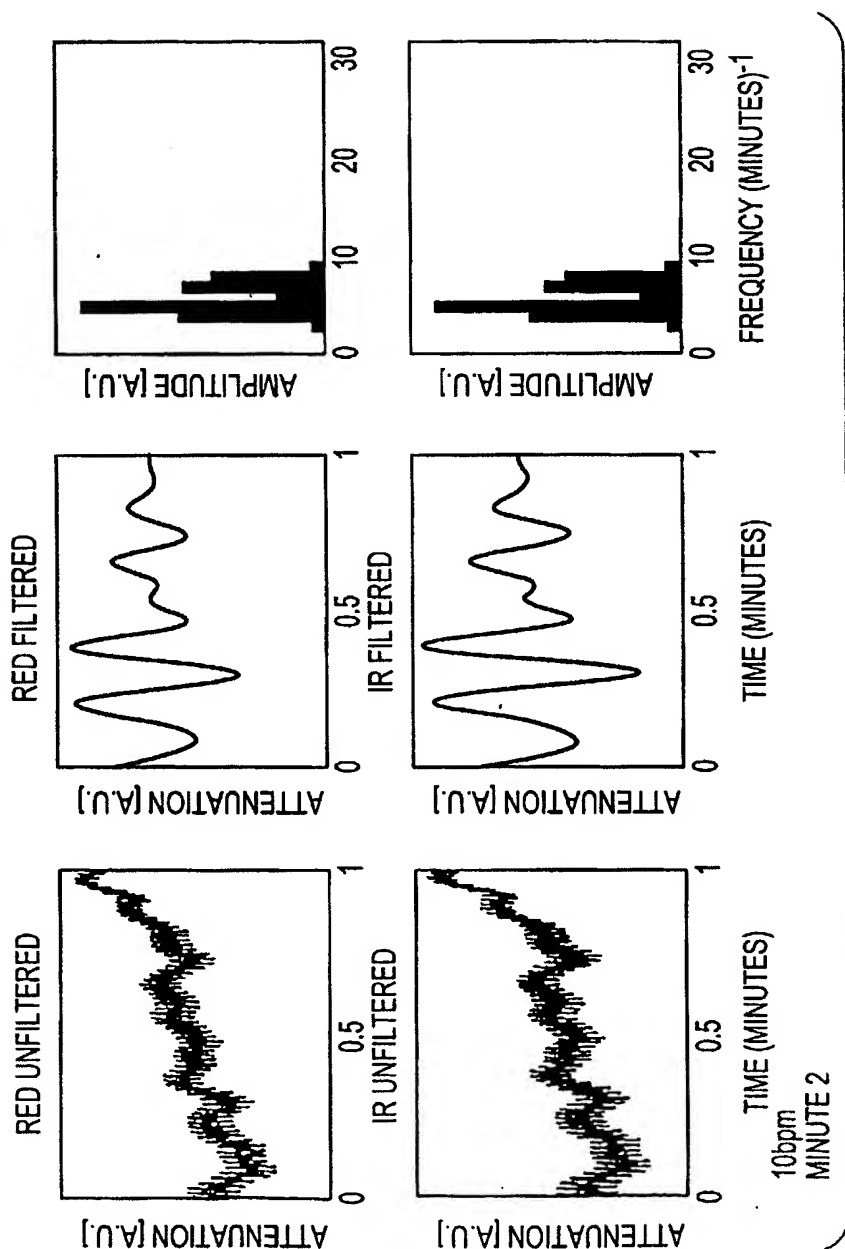 RED UNFILTERED
ATTENUATION [A.U.]
0
0.5
1
RED FILTERED
ATTENUATION [A.U.]
0
0.5
1
AMPLITUDE [A.U.]
0
10
20
30
IR UNFILTERED
ATTENUATION [A.U.]
0
0.5
1
TIME (MINUTES)
IR FILTERED
ATTENUATION [A.U.]
0
0.5
1
TIME (MINUTES)
AMPLITUDE [A.U.]
0
10
20
30
FREQUENCY (MINUTES)-1
10bpm
MINUTE 2